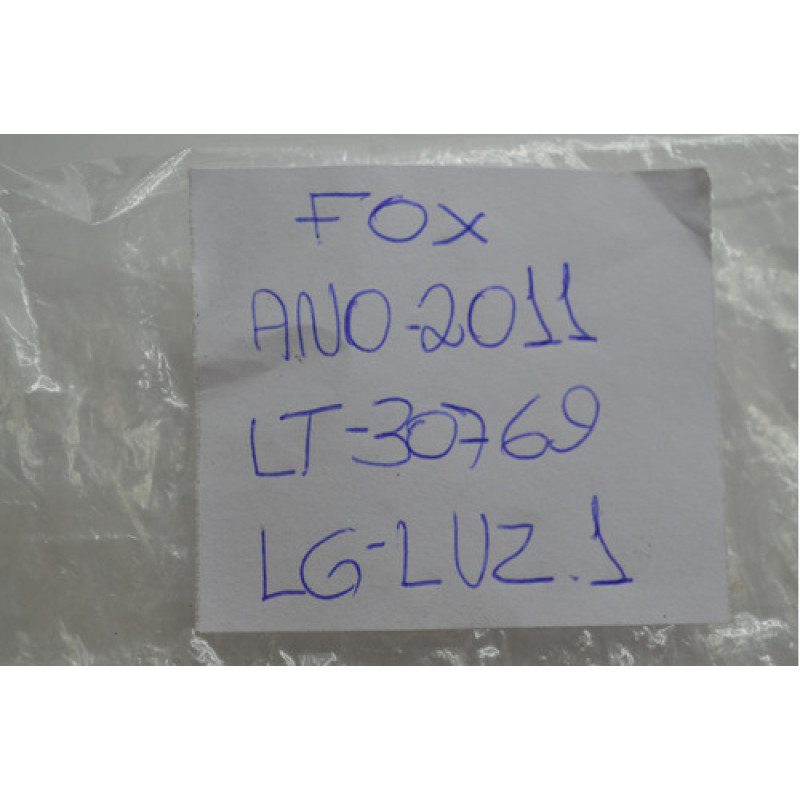 FOX
ANO-2011
LT-30769
LG-LUZ.1